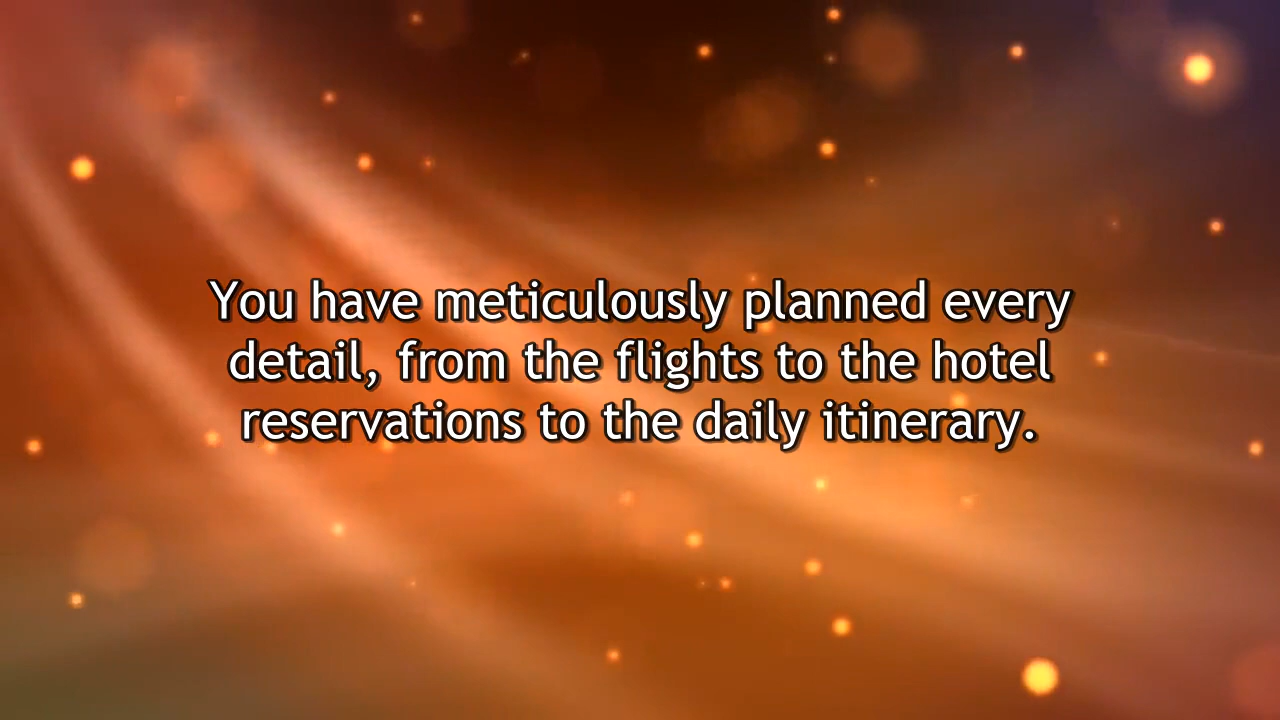 You have meticulously planned every
detail, from the flights to the hotel
reservations to the daily itinerary.